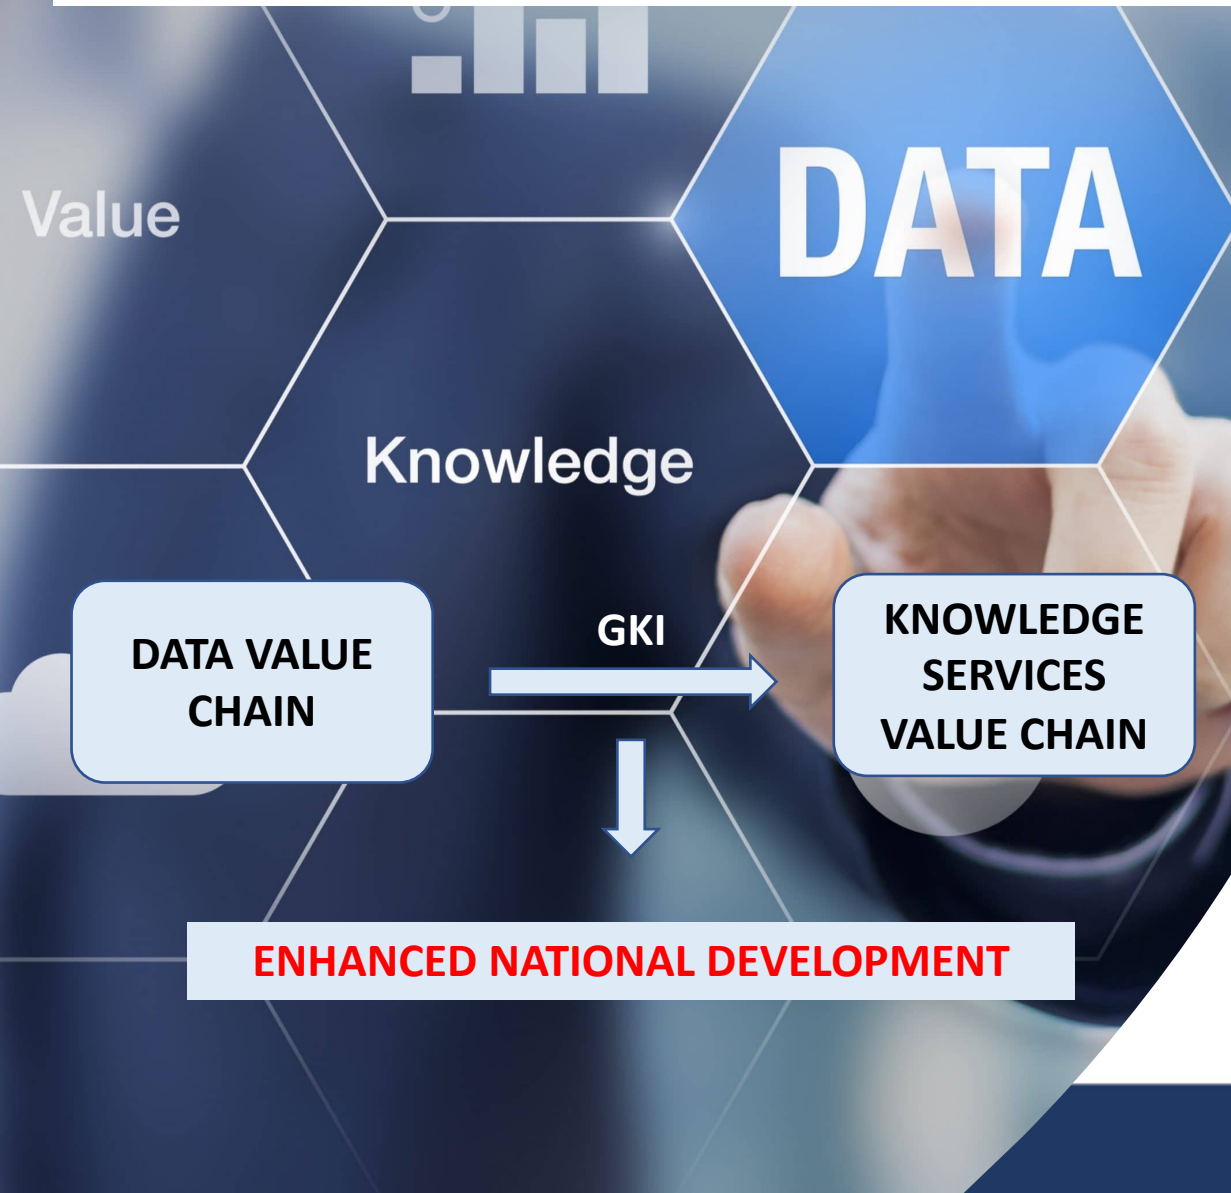 DATA
Value
Knowledge
DATA VALUE
CHAIN
GKI
KNOWLEDGE
SERVICES
VALUE CHAIN
ENHANCED NATIONAL DEVELOPMENT